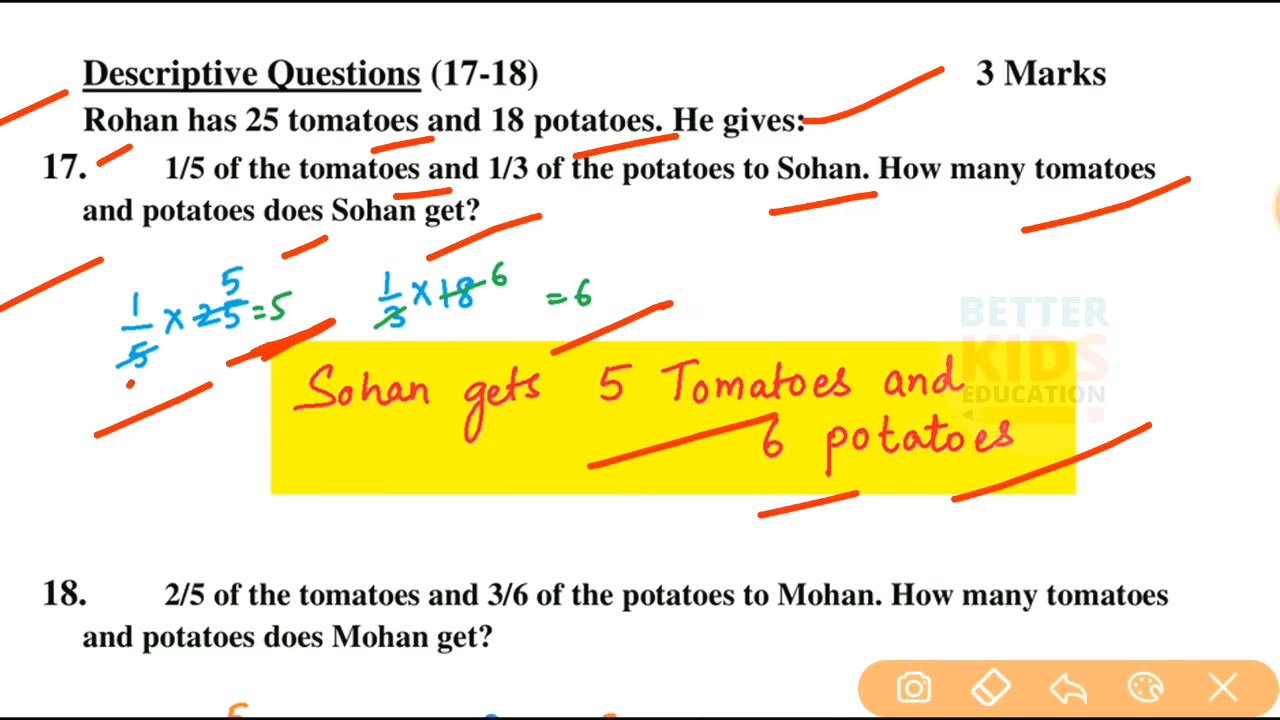 Descriptive Questions (17-18) 3 Marks
Rohan has 25 tomatoes and 18 potatoes. He gives:
17. 1/5 of the tomatoes and 1/3 of the potatoes to Sohan. How many tomatoes
and potatoes does Sohan get?
1/5 × 25 5 = 5 1/3 × 18 6 = 6
BETTER
KIDS
EDUCATION
Sohan gets 5 Tomatoes and
6 potatoes
18. 2/5 of the tomatoes and 3/6 of the potatoes to Mohan. How many tomatoes
and potatoes does Mohan get?